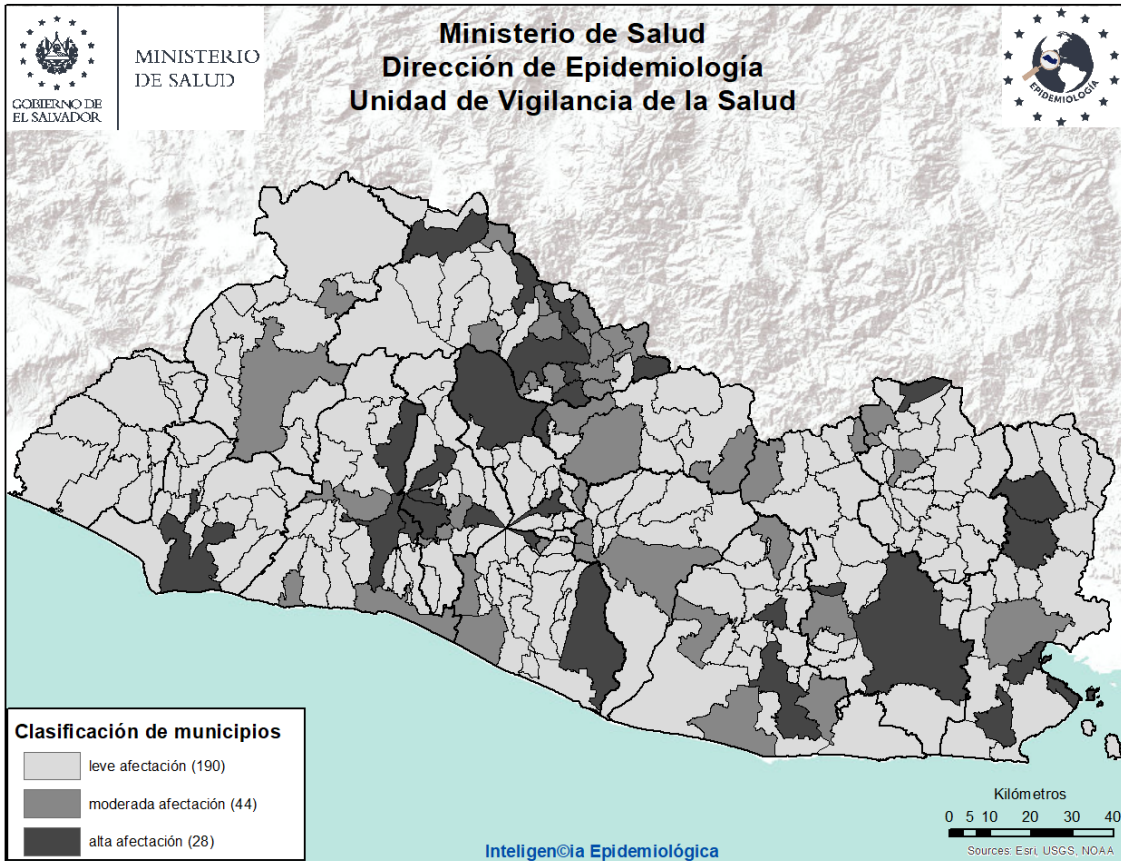 GOBIERNO DE
EL SALVADOR
MINISTERIO
DE SALUD
Ministerio de Salud
Dirección de Epidemiología
Unidad de Vigilancia de la Salud
EPIDEMIOLOGÍA
Clasificación de municipios
leve afectación (190)
moderada afectación (44)
alta afectación (28)
Inteligen©ia Epidemiológica
Kilómetros
0 5 10 20 30 40
Sources: Esri, USGS, NOAA